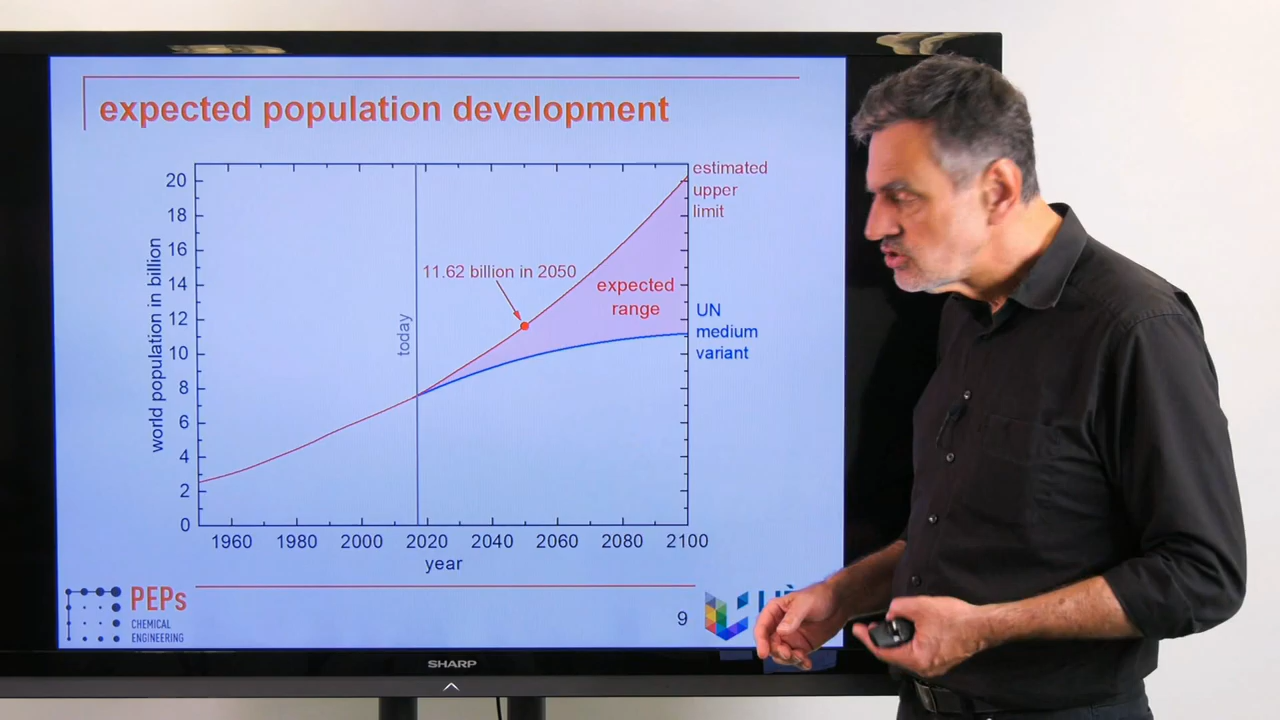 expected population development
20
18
16
14
12
10
8
6
4
2
0
world population in billion
1960 1980 2000 2020 2040 2060 2080 2100
year
today
11.62 billion in 2050
expected
range
estimated
upper
limit
UN
medium
variant
PEPs
CHEMICAL
ENGINEERING
9
SHARP